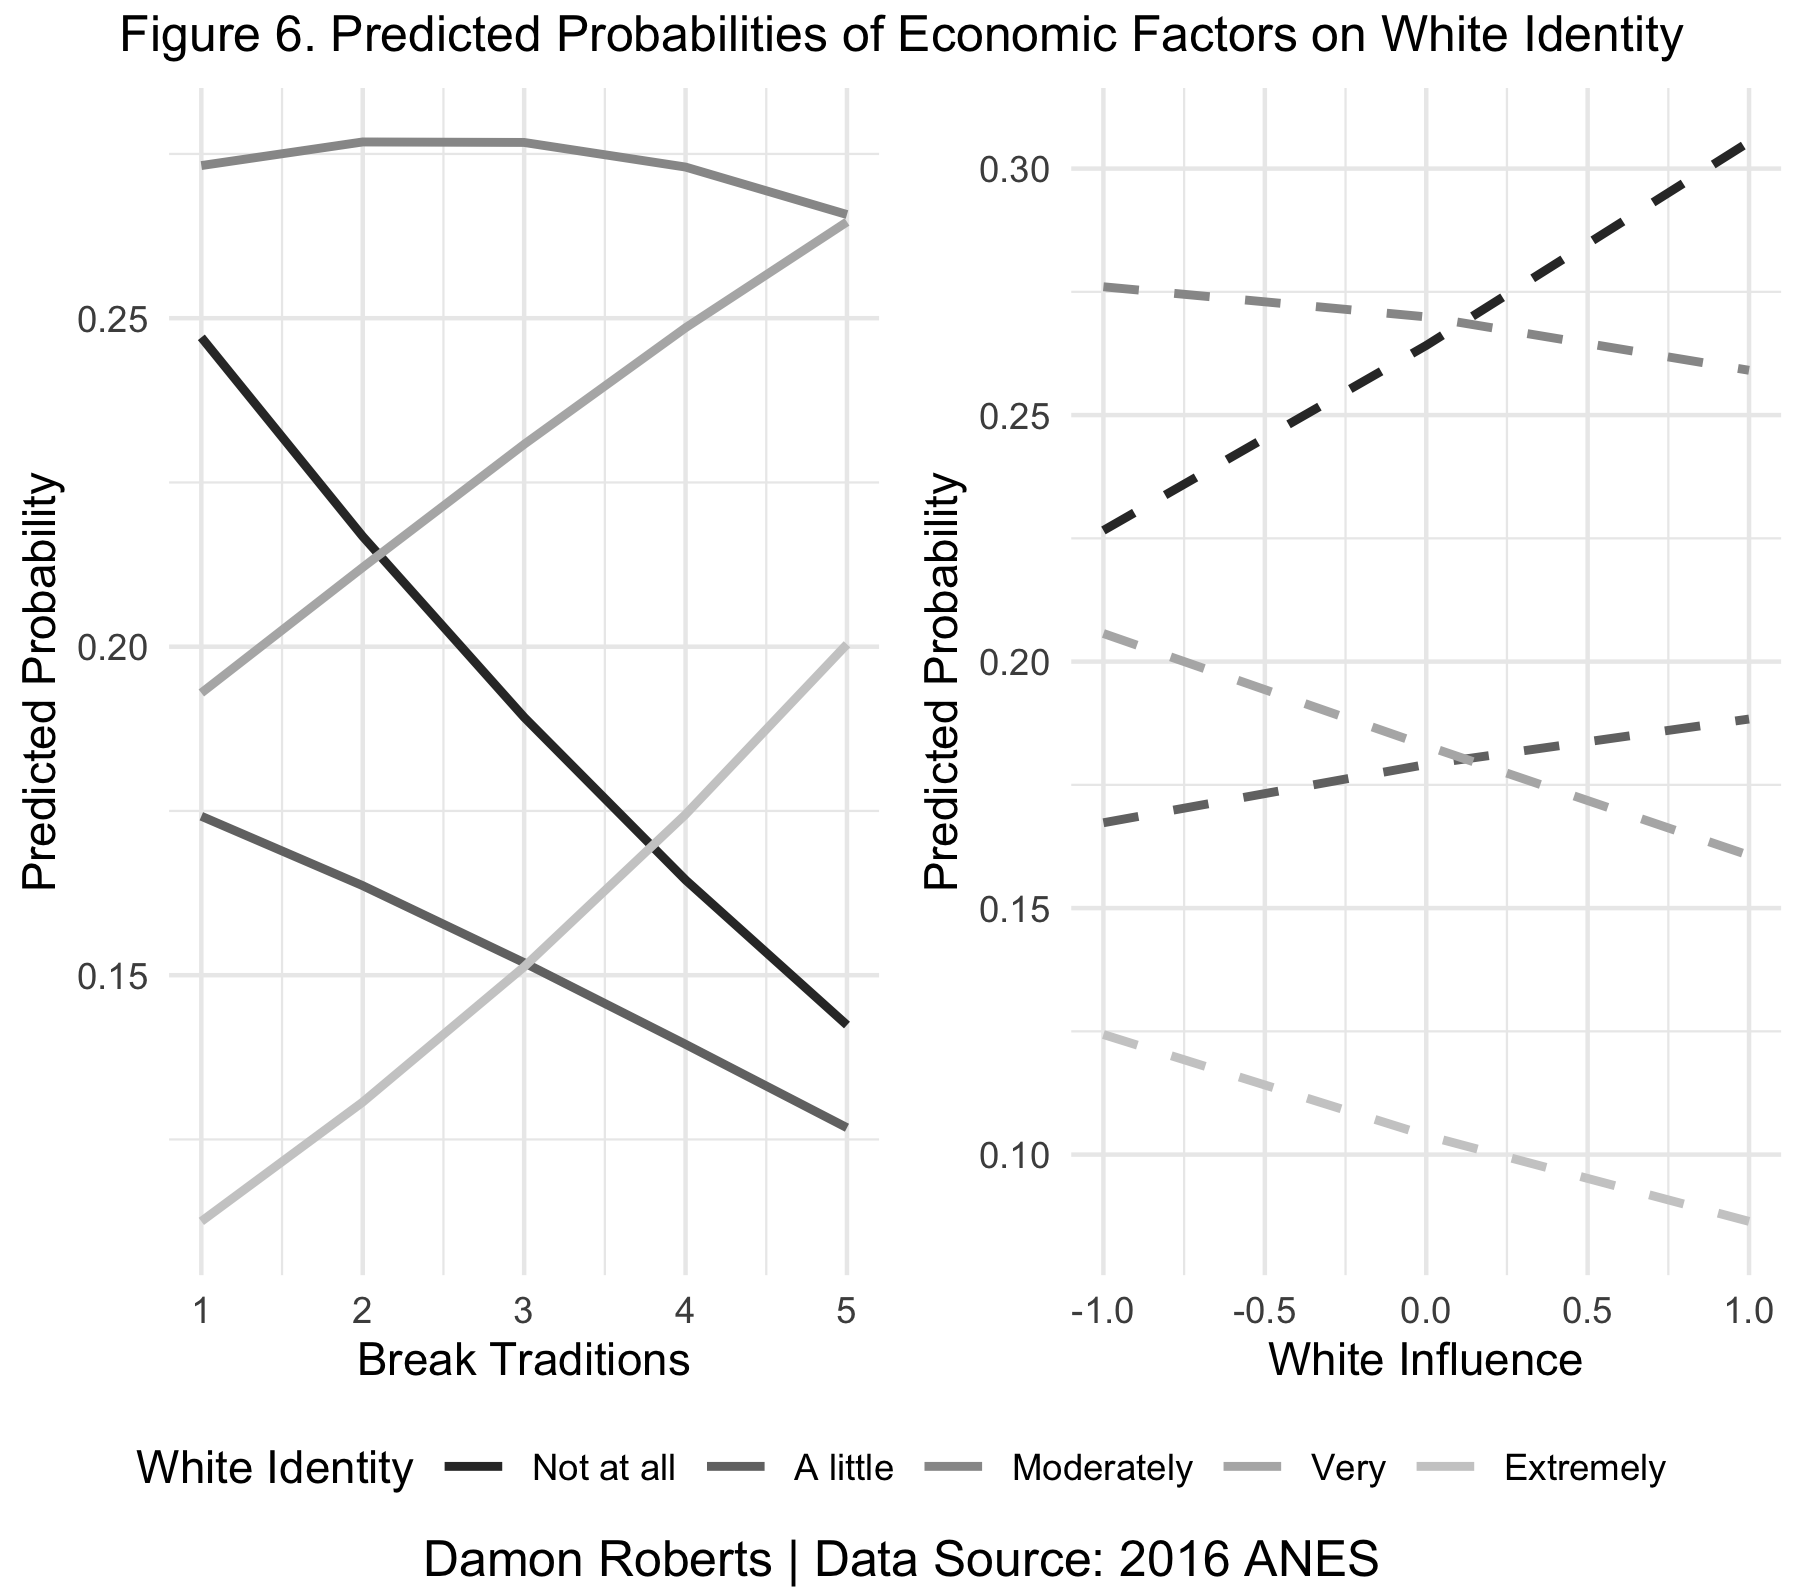 Figure 6. Predicted Probabilities of Economic Factors on White Identity
Predicted Probability
0.25
0.20
0.15
1 2 3 4 5
Break Traditions
Predicted Probability
0.30
0.25
0.20
0.15
0.10
-1.0 -0.5 0.0 0.5 1.0
White Influence
White Identity Not at all A little Moderately Very Extremely
Damon Roberts | Data Source: 2016 ANES